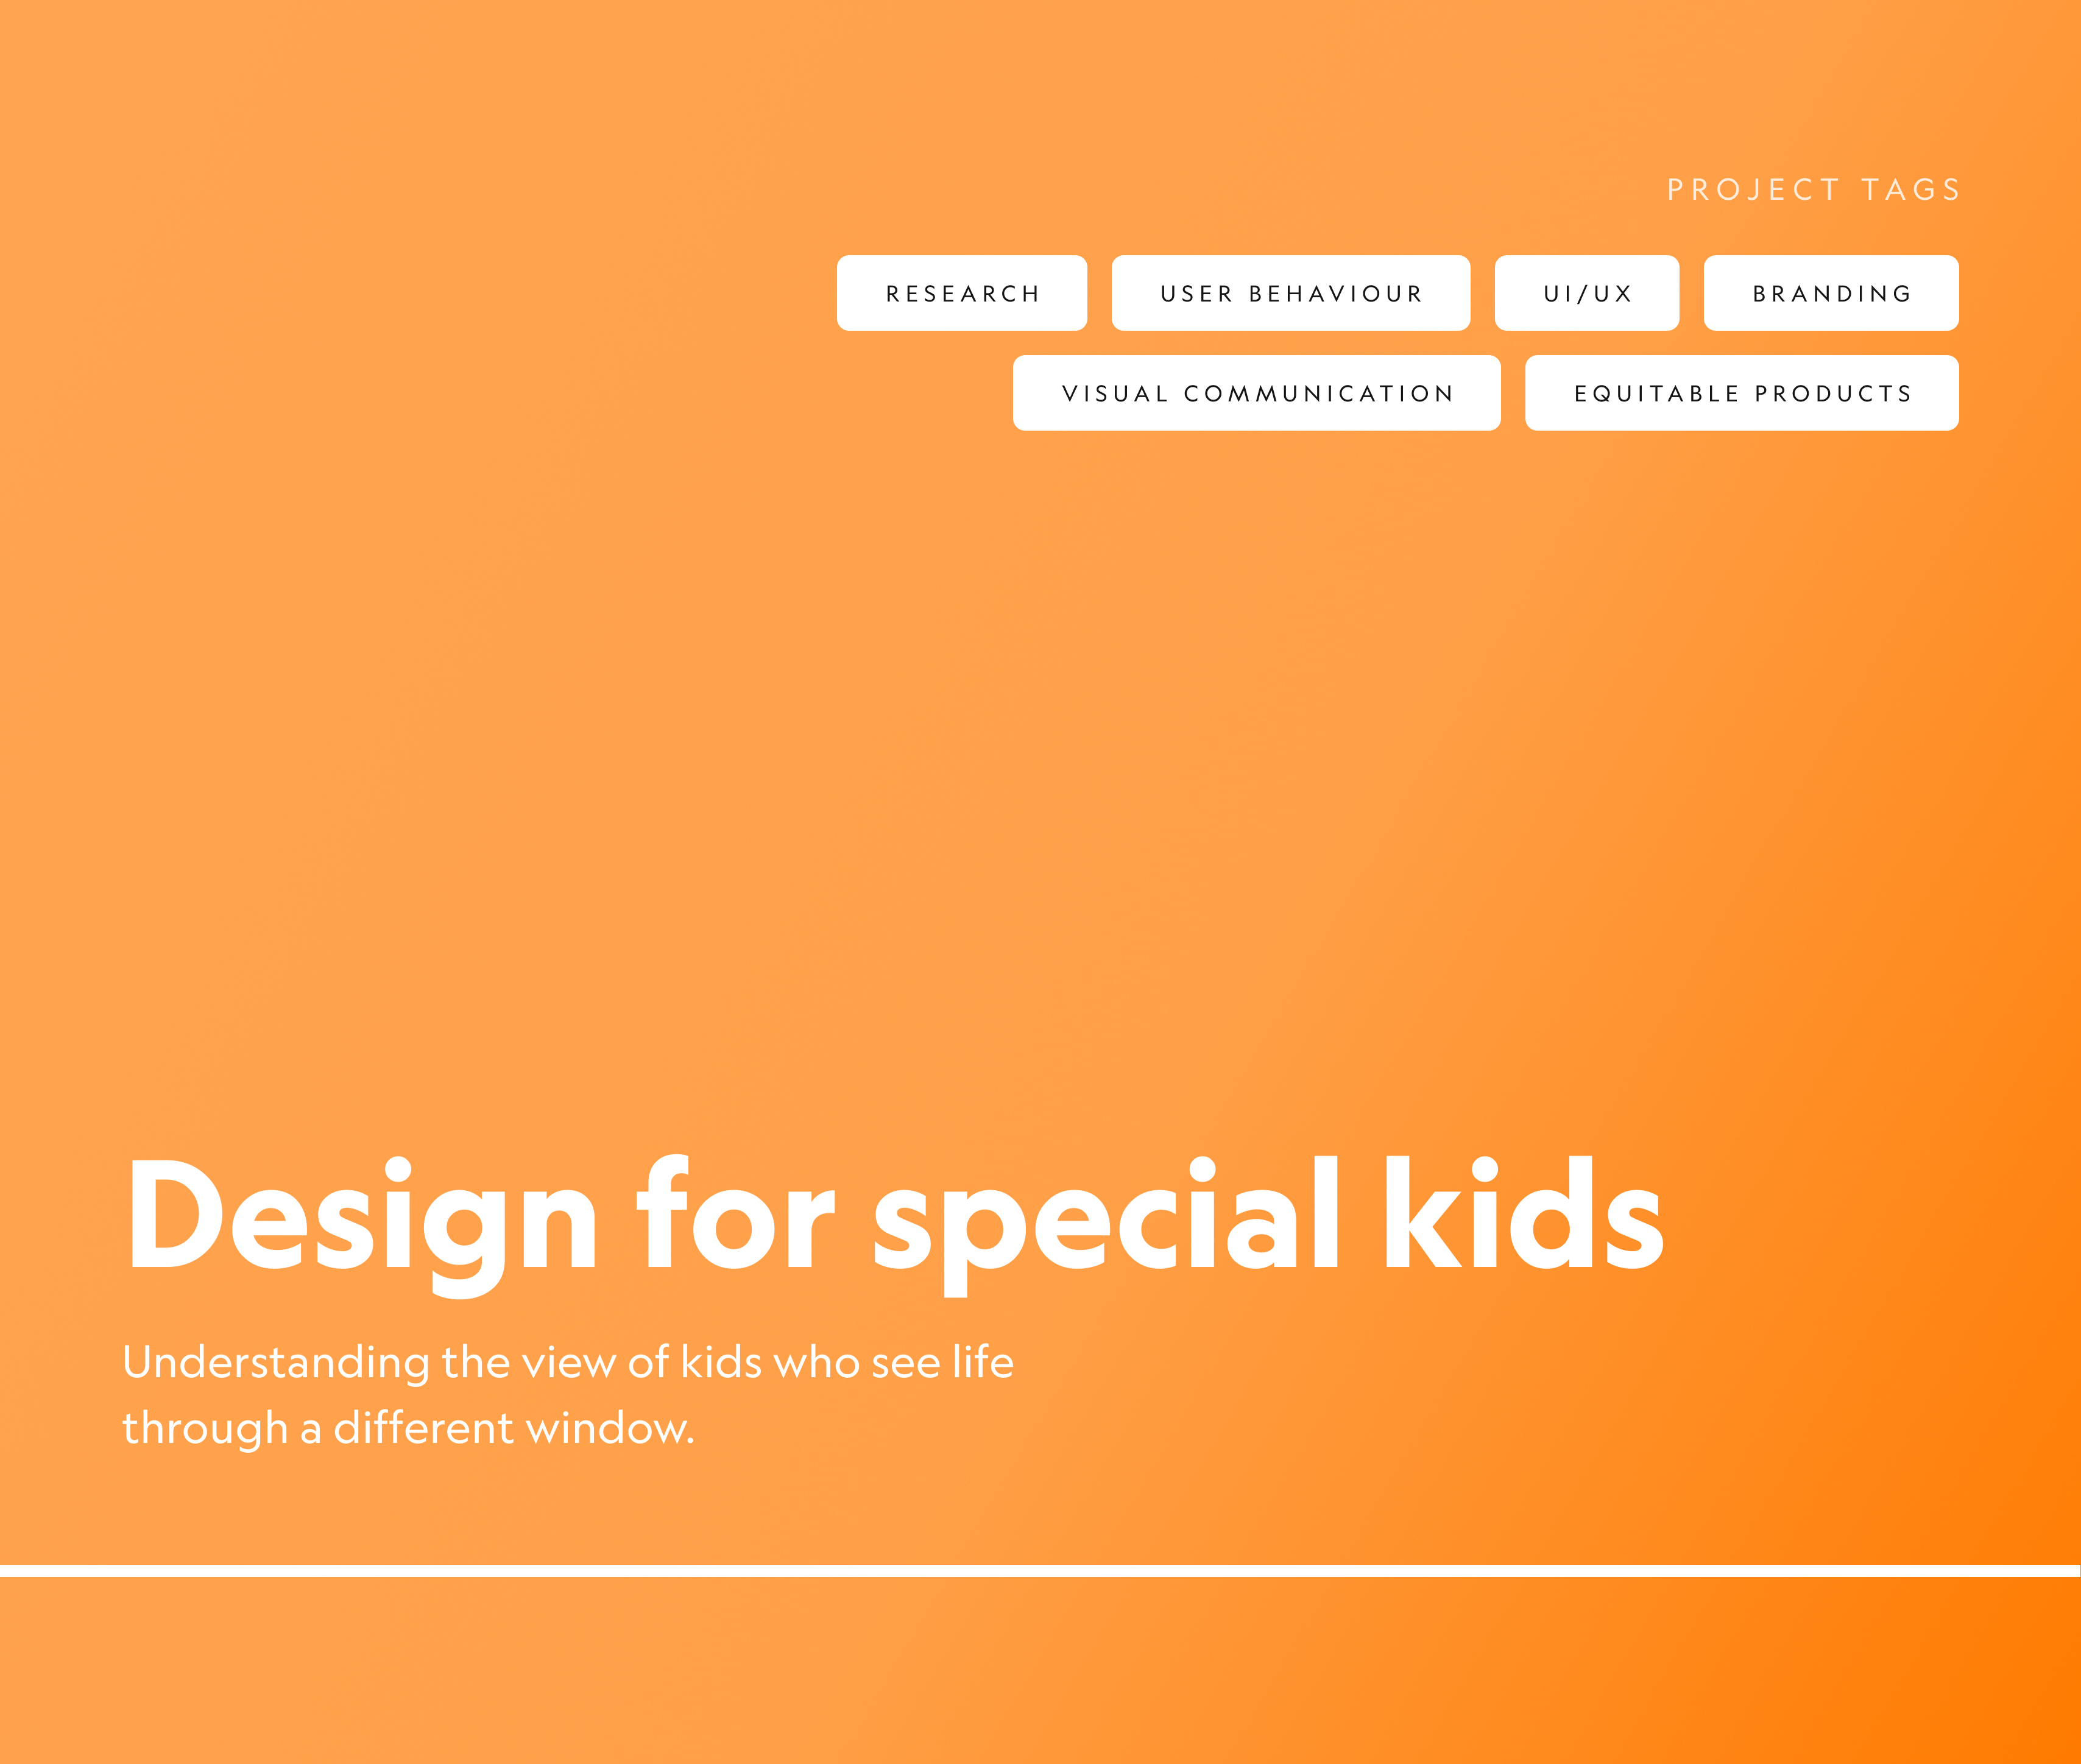 PROJECT TAGS
RESEARCH USER BEHAVIOUR UI/UX BRANDING
VISUAL COMMUNICATION EQUITABLE PRODUCTS
Design for special kids
Understanding the view of kids who see life
through a different window.